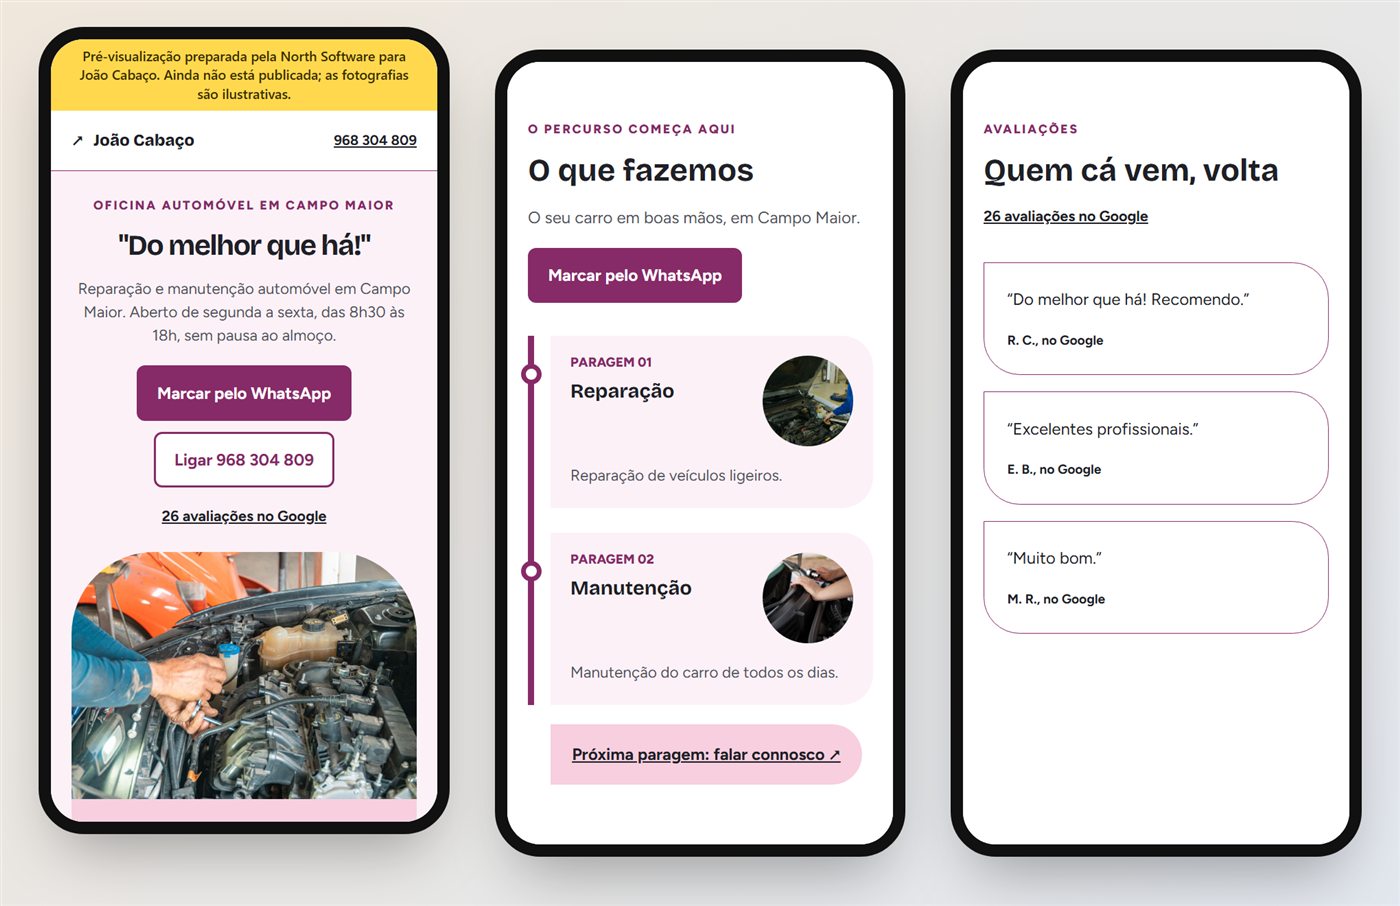 Pré-visualização preparada pela North Software para
João Cabaço. Ainda não está publicada; as fotografias
são ilustrativas.
↗ João Cabaço
968 304 809
OFICINA AUTOMÓVEL EM CAMPO MAIOR
"Do melhor que há!"
Reparação e manutenção automóvel em Campo
Maior. Aberto de segunda a sexta, das 8h30 às
18h, sem pausa ao almoço.
Marcar pelo WhatsApp
Ligar 968 304 809
26 avaliações no Google
O PERCURSO COMEÇA AQUI
O que fazemos
O seu carro em boas mãos, em Campo Maior.
Marcar pelo WhatsApp
PARAGEM 01
Reparação
Reparação de veículos ligeiros.
PARAGEM 02
Manutenção
Manutenção do carro de todos os dias.
Próxima paragem: falar connosco ↗
AVALIAÇÕES
Quem cá vem, volta
26 avaliações no Google
“Do melhor que há! Recomendo.”
R. C., no Google
“Excelentes profissionais.”
E. B., no Google
“Muito bom.”
M. R., no Google